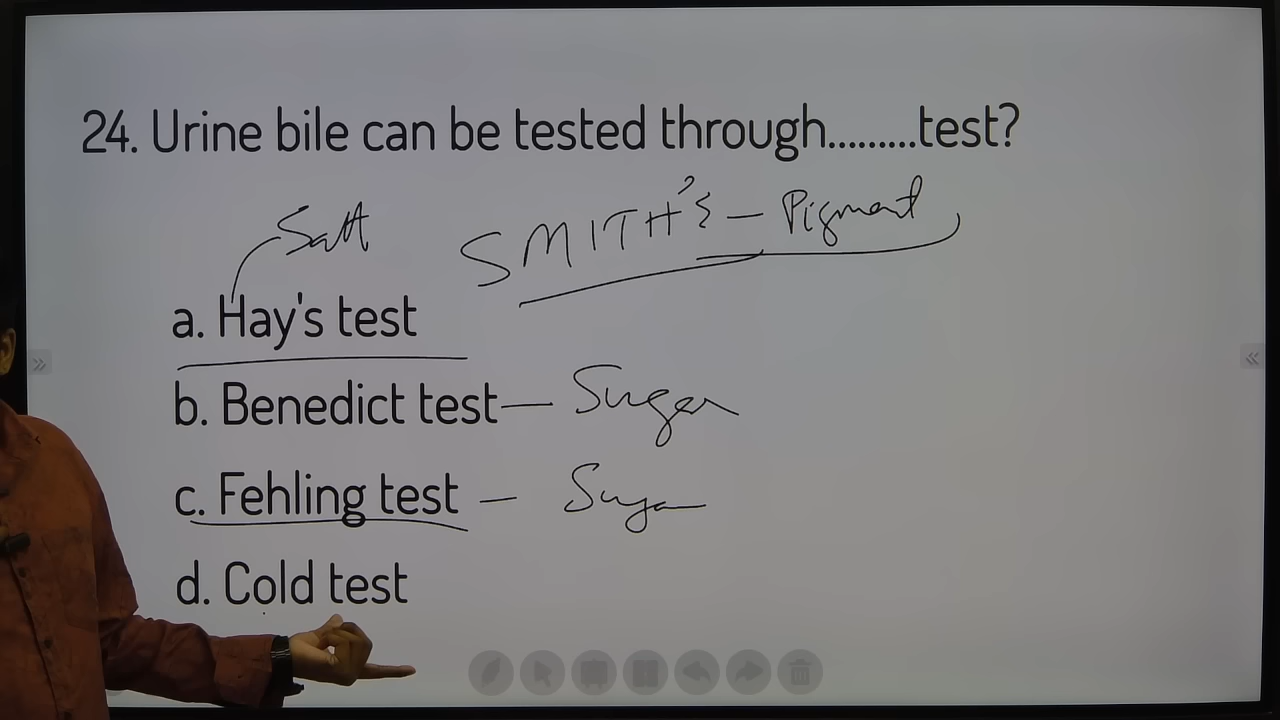 24. Urine bile can be tested through.........test?
Salt
SMITH's – Pigment
a. Hay's test
b. Benedict test — Sugar
c. Fehling test – Sugar
d. Cold test